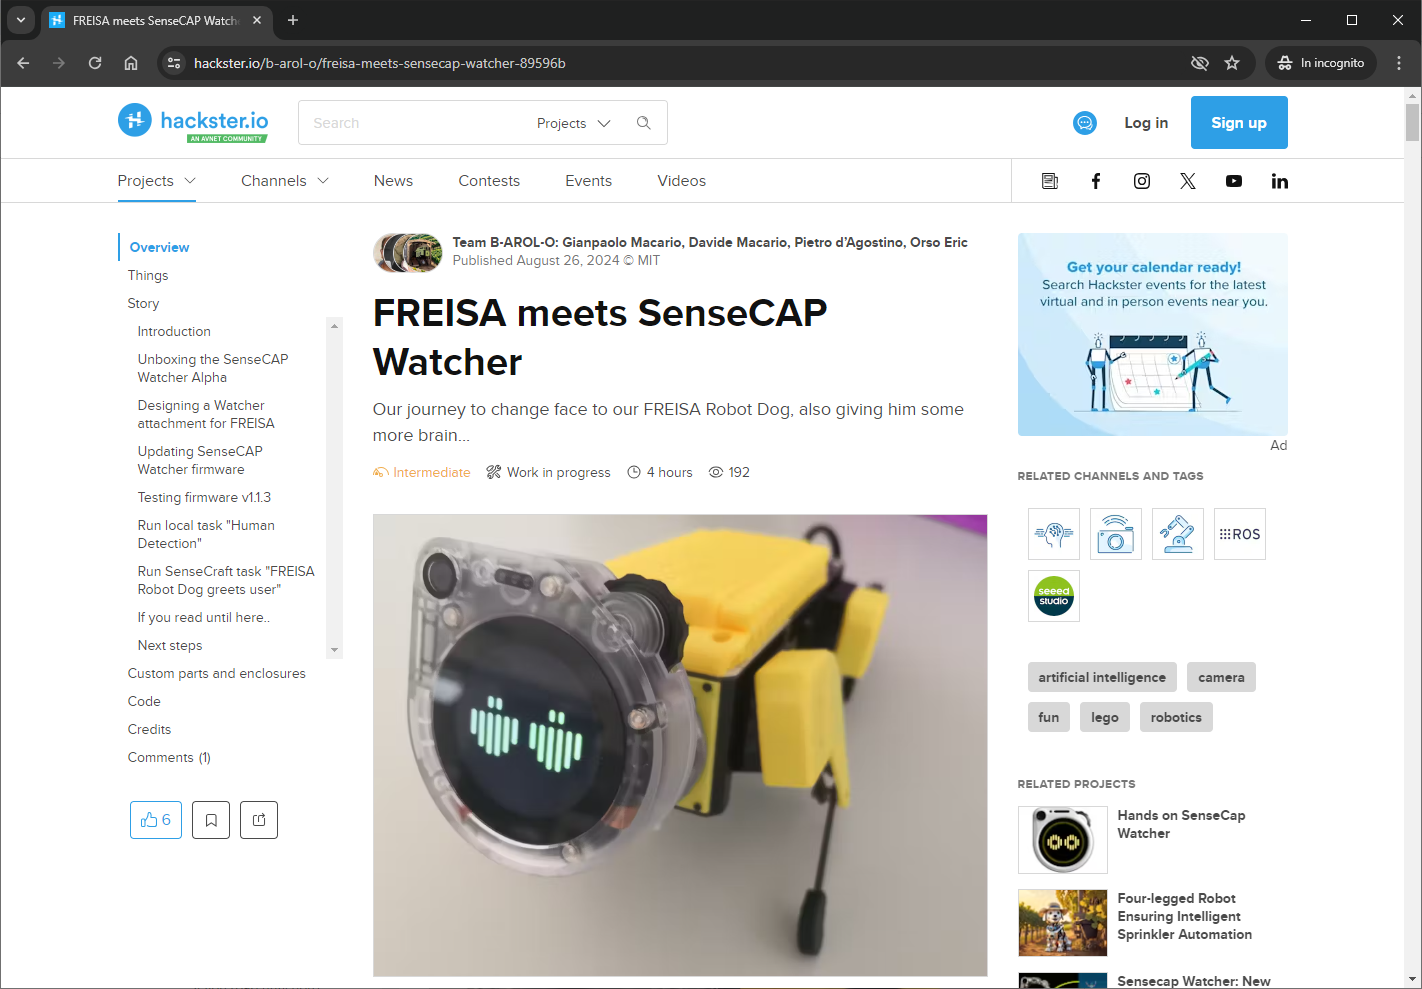 FREISA meets SenseCAP Watch
hackster.io/b-arol-o/freisa-meets-sensecap-watcher-89596b
In incognito
hackster.io
AN AVNET COMMUNITY
Search
Projects
Log in
Sign up
Projects
Channels
News
Contests
Events
Videos
Overview
Things
Story
Introduction
Unboxing the SenseCAP
Watcher Alpha
Designing a Watcher
attachment for FREISA
Updating SenseCAP
Watcher firmware
Testing firmware v1.1.3
Run local task "Human
Detection"
Run SenseCraft task "FREISA
Robot Dog greets user"
If you read until here..
Next steps
Custom parts and enclosures
Code
Credits
Comments (1)
6
Team B-AROL-O: Gianpaolo Macario, Davide Macario, Pietro d’Agostino, Orso Eric
Published August 26, 2024 © MIT
FREISA meets SenseCAP
Watcher
Our journey to change face to our FREISA Robot Dog, also giving him some
more brain...
Intermediate
Work in progress
4 hours
192
Get your calendar ready!
Search Hackster events for the latest
virtual and in person events near you.
Ad
RELATED CHANNELS AND TAGS
ROS
seeed
studio
artificial intelligence
camera
fun
lego
robotics
RELATED PROJECTS
Hands on SenseCap
Watcher
Four-legged Robot
Ensuring Intelligent
Sprinkler Automation
Sensecap Watcher: New